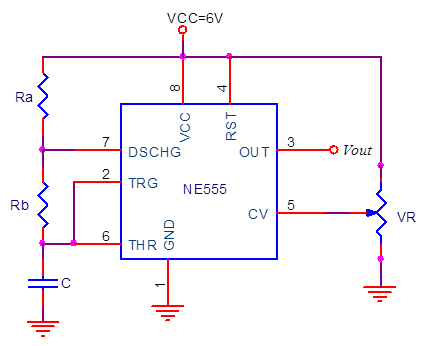 VCC=6V
Ra
8
4
VCC
RST
7
DSCHG
OUT
3
Vout
2
TRG
NE555
Rb
CV
5
VR
6
THR
GND
C
1